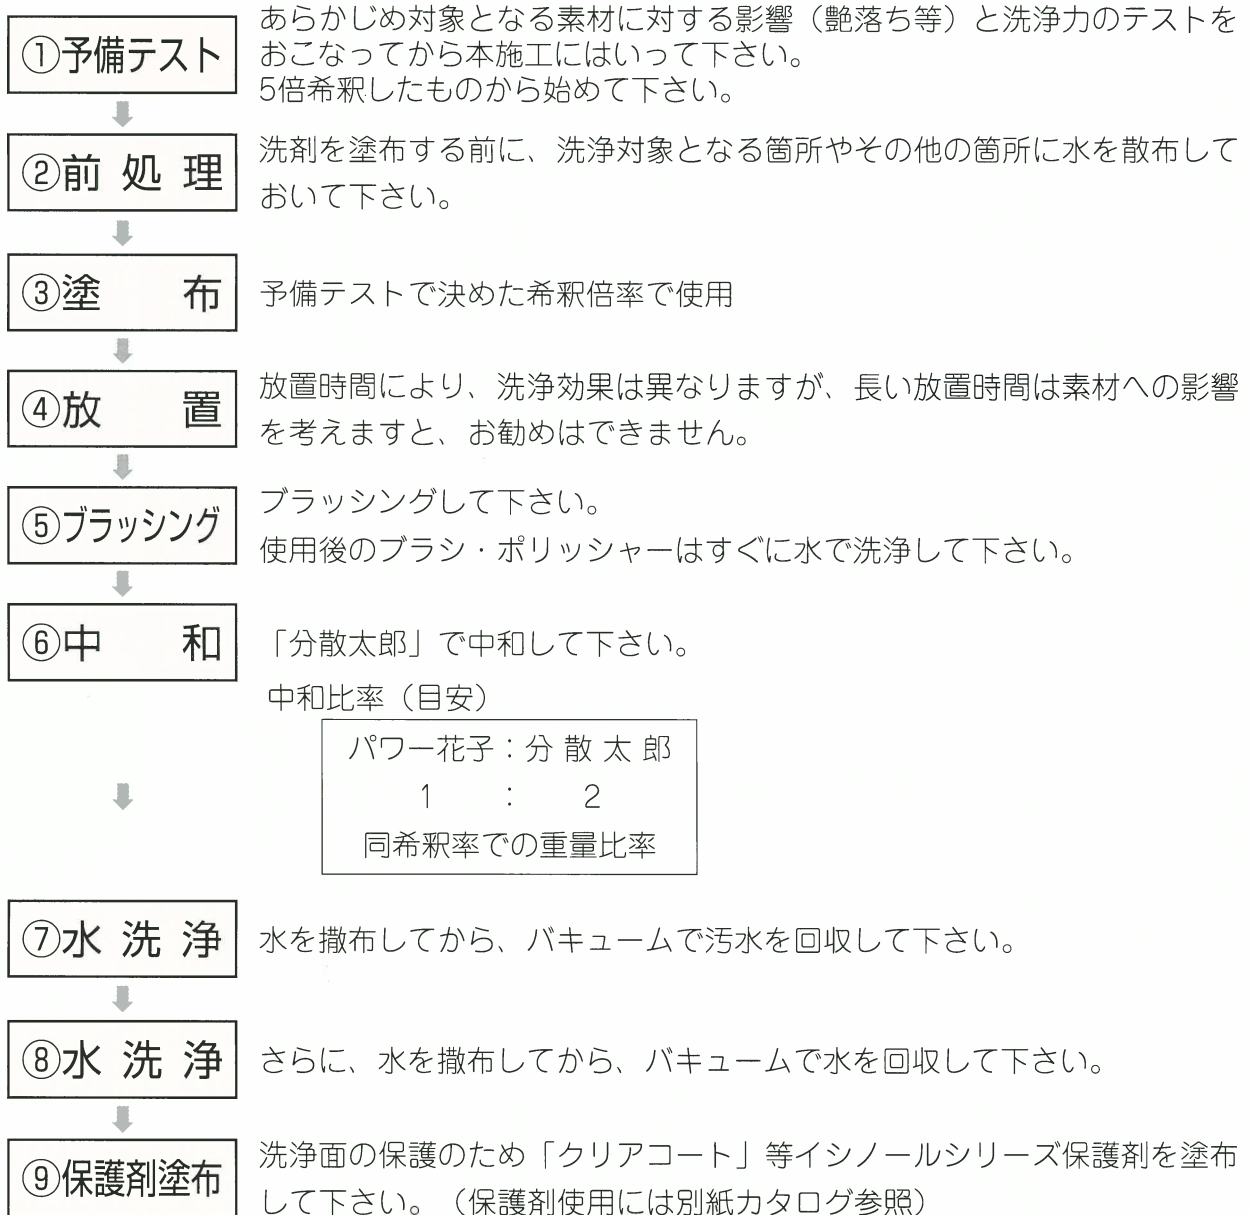 ①予備テスト
あらかじめ対象となる素材に対する影響（艶落ち等）と洗浄力のテストを
おこなってから本施工にはいって下さい。
5倍希釈したものから始めて下さい。
②前処理
洗剤を塗布する前に、洗浄対象となる箇所やその他の箇所に水を散布して
おいて下さい。
③塗布
予備テストで決めた希釈倍率で使用
④放置
放置時間により、洗浄効果は異なりますが、長い放置時間は素材への影響
を考えますと、お勧めはできません。
⑤ブラッシング
ブラッシングして下さい。
使用後のブラシ・ポリッシャーはすぐに水で洗浄して下さい。
⑥中和
「分散太郎」で中和して下さい。
中和比率（目安）
パワー花子：分散太郎
1 : 2
同希釈率での重量比率
⑦水洗浄
水を撒布してから、バキュームで汚水を回収して下さい。
⑧水洗浄
さらに、水を撒布してから、バキュームで水を回収して下さい。
⑨保護剤塗布
洗浄面の保護のため「クリアコート」等イシノールシリーズ保護剤を塗布
して下さい。（保護剤使用には別紙カタログ参照）